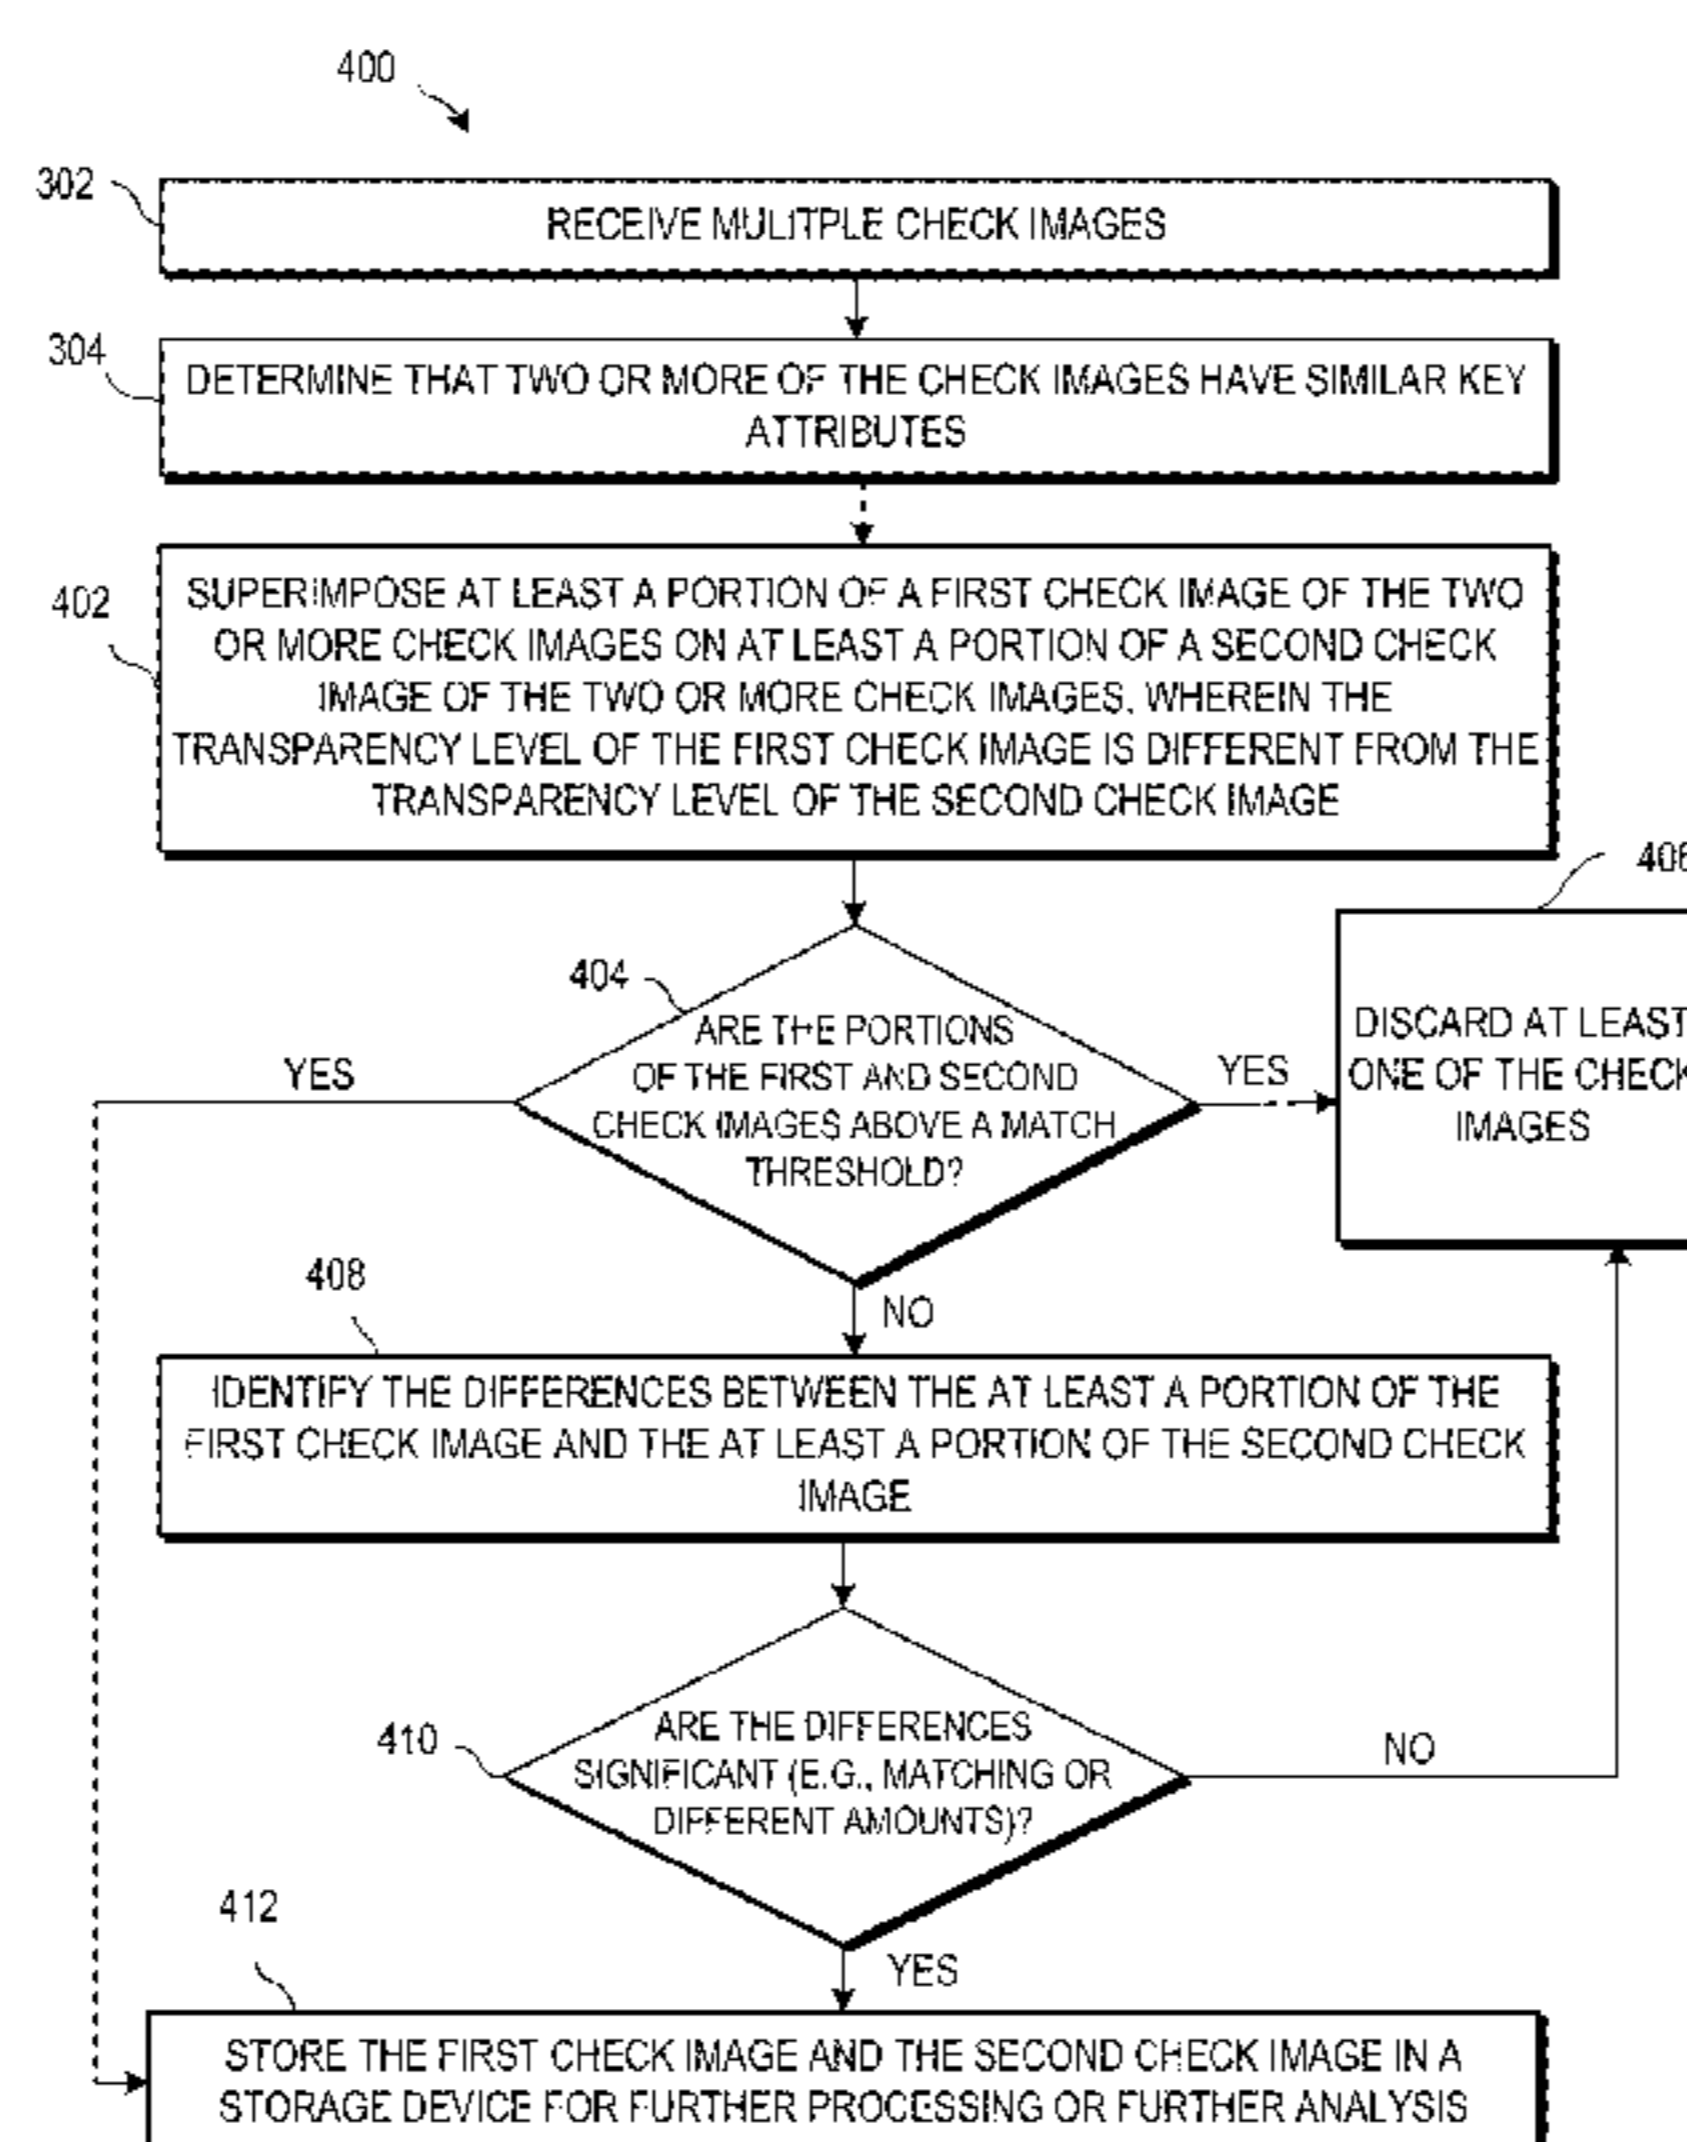 400
302
RECEIVE MULITPLE CHECK IMAGES
304
DETERMINE THAT TWO OR MORE OF THE CHECK IMAGES HAVE SIMILAR KEY
ATTRIBUTES
402
SUPERIMPOSE AT LEAST A PORTION OF A FIRST CHECK IMAGE OF THE TWO
OR MORE CHECK IMAGES ON AT LEAST A PORTION OF A SECOND CHECK
IMAGE OF THE TWO OR MORE CHECK IMAGES, WHEREIN THE
TRANSPARENCY LEVEL OF THE FIRST CHECK IMAGE IS DIFFERENT FROM THE
TRANSPARENCY LEVEL OF THE SECOND CHECK IMAGE
406
404
ARE THE PORTIONS
OF THE FIRST AND SECOND
CHECK IMAGES ABOVE A MATCH
THRESHOLD?
YES
YES
DISCARD AT LEAST
ONE OF THE CHECK
IMAGES
NO
408
IDENTIFY THE DIFFERENCES BETWEEN THE AT LEAST A PORTION OF THE
FIRST CHECK IMAGE AND THE AT LEAST A PORTION OF THE SECOND CHECK
IMAGE
410
ARE THE DIFFERENCES
SIGNIFICANT (E.G., MATCHING OR
DIFFERENT AMOUNTS)?
NO
YES
412
STORE THE FIRST CHECK IMAGE AND THE SECOND CHECK IMAGE IN A
STORAGE DEVICE FOR FURTHER PROCESSING OR FURTHER ANALYSIS